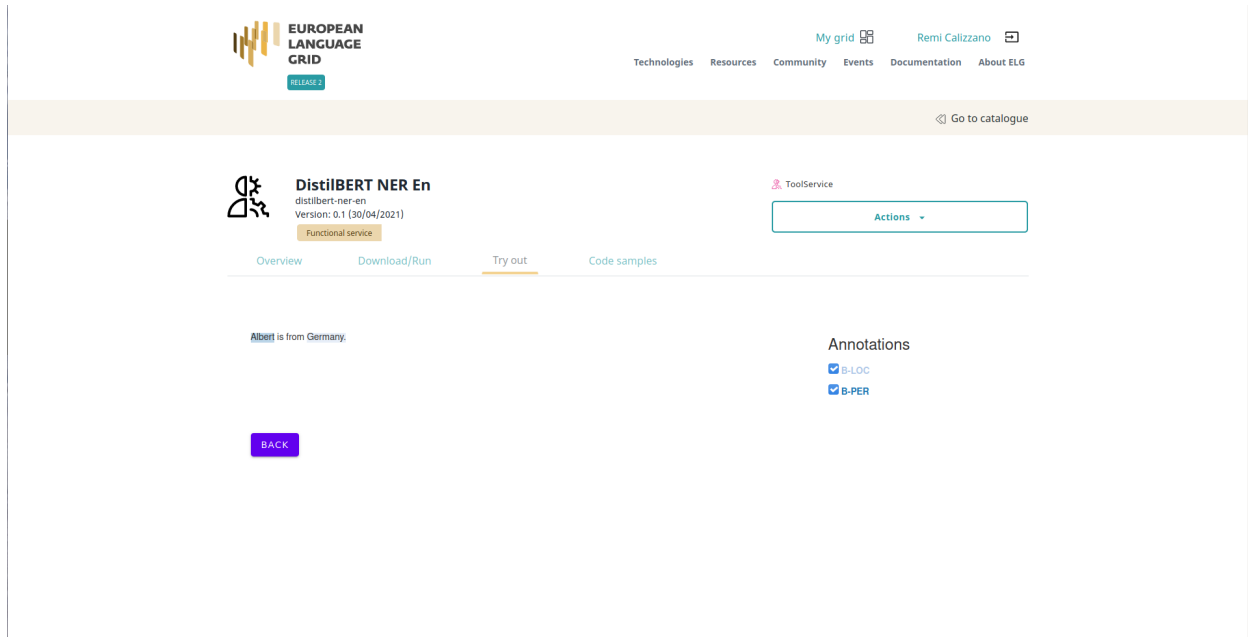 EUROPEAN
LANGUAGE
GRID
RELEASE 2
My grid
Remi Calizzano
Technologies Resources Community Events Documentation About ELG
Go to catalogue
DistilBERT NER En
distilbert-ner-en
Version: 0.1 (30/04/2021)
Functional service
ToolService
Actions
Overview Download/Run Try out Code samples
Albert is from Germany.
Annotations
B-LOC
B-PER
BACK